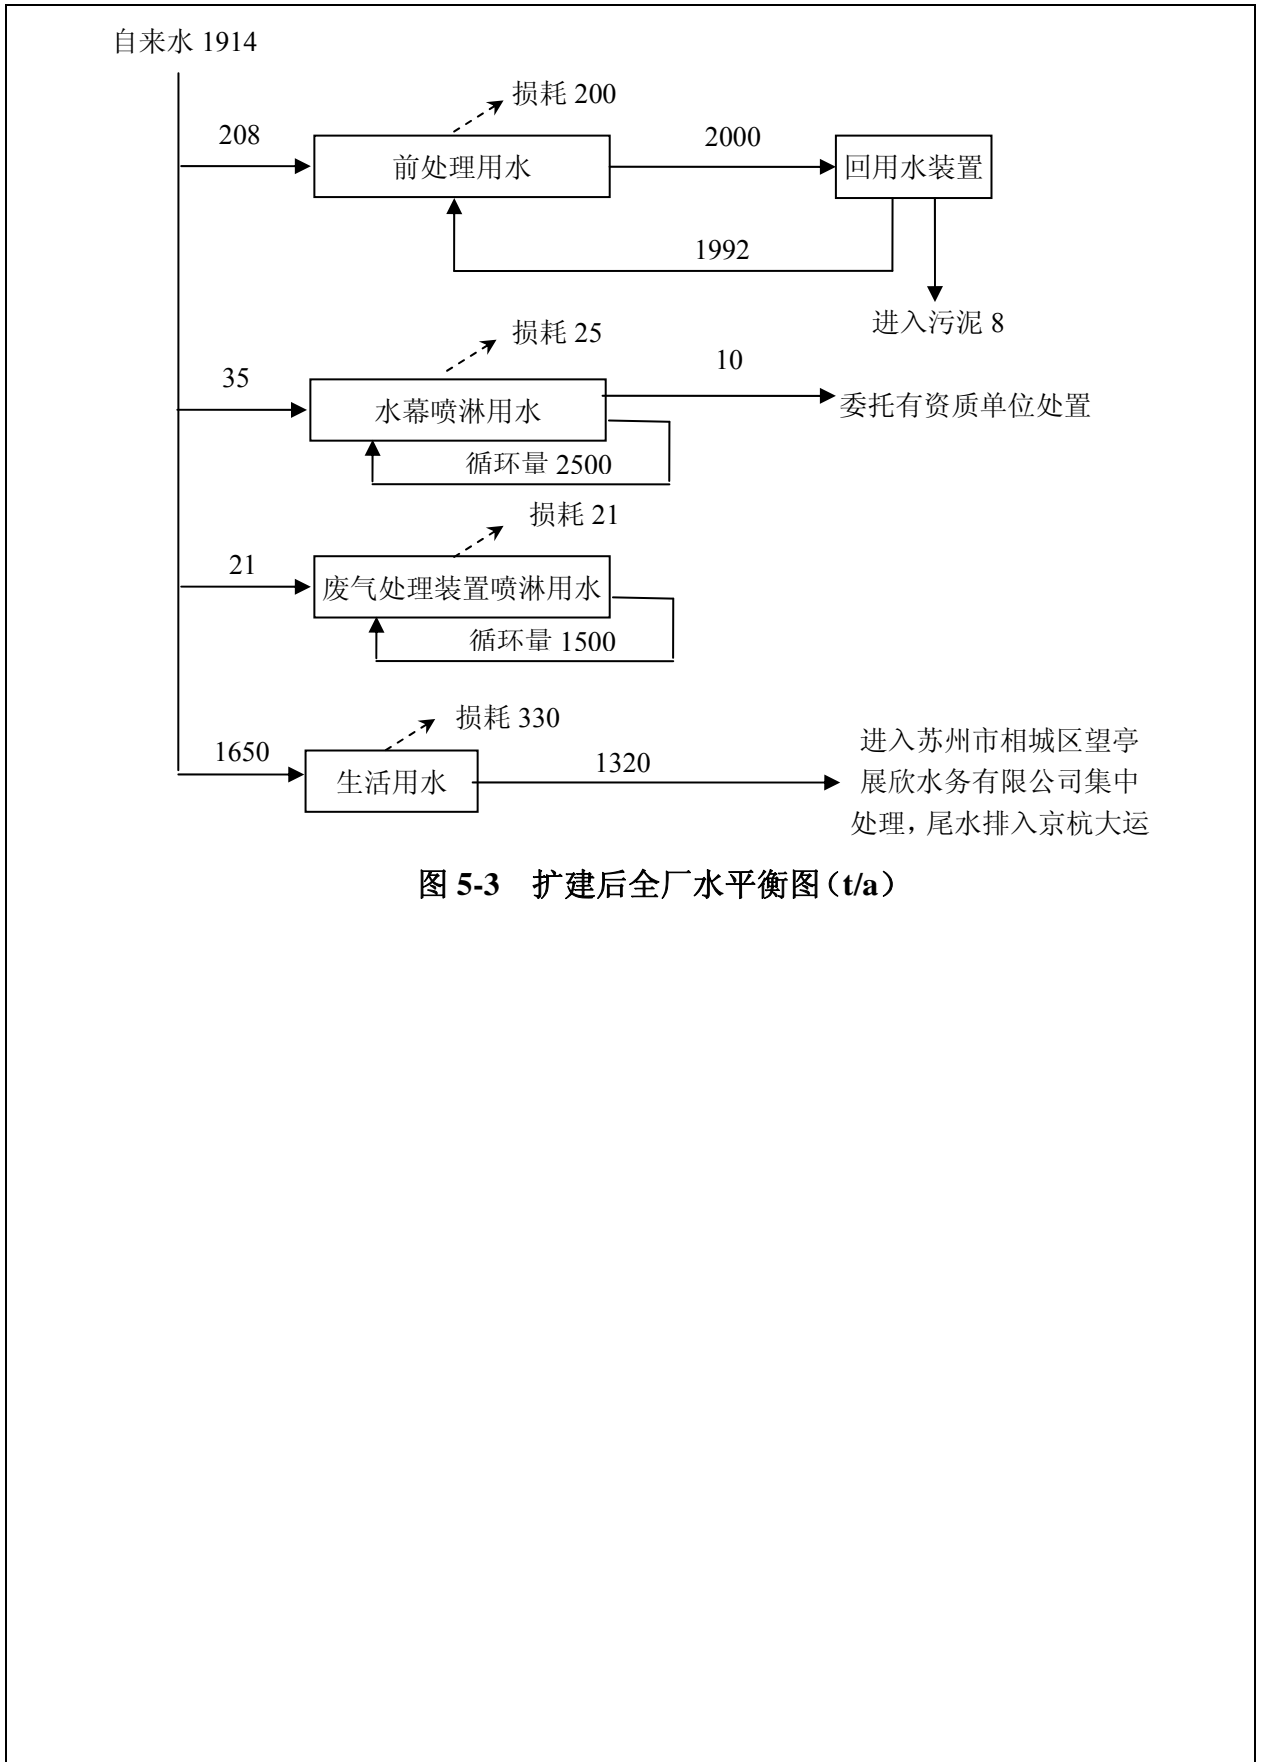 自来水 1914
损耗 200
208
前处理用水
2000
回用水装置
1992
进入污泥 8
损耗 25
35
水幕喷淋用水
10
委托有资质单位处置
循环量 2500
损耗 21
21
废气处理装置喷淋用水
循环量 1500
损耗 330
1650
生活用水
1320
进入苏州市相城区望亭
展欣水务有限公司集中
处理，尾水排入京杭大运
图 5-3 扩建后全厂水平衡图（t/a）